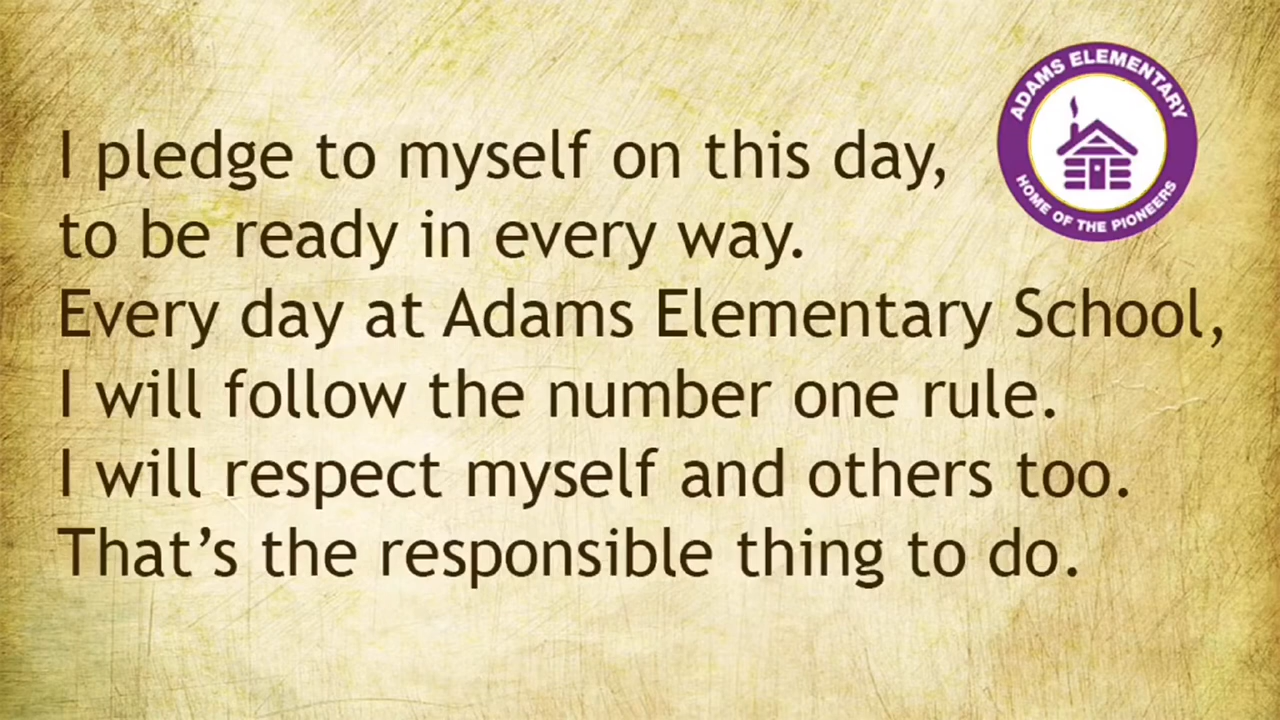 ADAMS ELEMENTARY
HOME OF THE PIONEERS
I pledge to myself on this day,
to be ready in every way.
Every day at Adams Elementary School,
I will follow the number one rule.
I will respect myself and others too.
That’s the responsible thing to do.